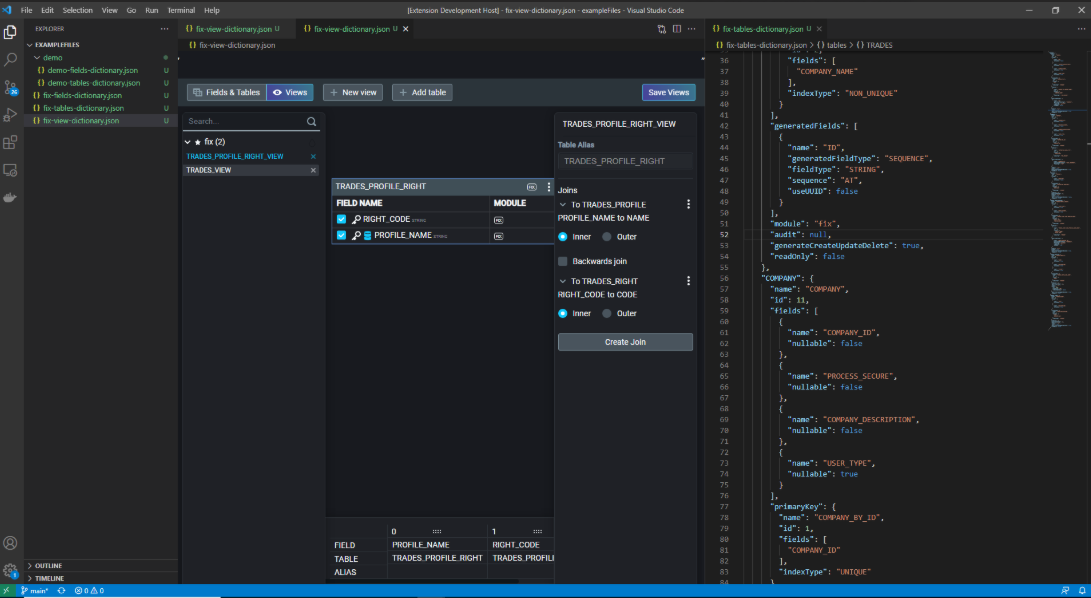 File Edit Selection View Go Run Terminal Help
[Extension Development Host] - fix-view-dictionary.json - exampleFiles - Visual Studio Code
EXPLORER
EXAMPLEFILES
demo
demo-fields-dictionary.json U
demo-tables-dictionary.json U
fix-fields-dictionary.json U
fix-tables-dictionary.json U
fix-view-dictionary.json U
OUTLINE
TIMELINE
fix-view-dictionary.json U
fix-view-dictionary.json U
fix-view-dictionary.json
Fields & Tables
Views
New view
Add table
Save Views
Search...
fix (2)
TRADES_PROFILE_RIGHT_VIEW
TRADES_VIEW
TRADES_PROFILE_RIGHT
FIELD NAME MODULE
RIGHT_CODE STRING
PROFILE_NAME STRING
0 1
FIELD PROFILE_NAME RIGHT_CODE
TABLE TRADES_PROFILE_RIGHT TRADES_PROFIL
ALIAS
TRADES_PROFILE_RIGHT_VIEW
Table Alias
TRADES_PROFILE_RIGHT
Joins
To TRADES_PROFILE
PROFILE_NAME to NAME
Inner Outer
Backwards join
To TRADES_RIGHT
RIGHT_CODE to CODE
Inner Outer
Create Join
fix-tables-dictionary.json U
fix-tables-dictionary.json > {} tables > {} TRADES
36 "fields": [
37 "COMPANY_NAME"
38 ],
39 "indexType": "NON_UNIQUE"
40 }
41 ],
42 "generatedFields": [
43 {
44 "name": "ID",
45 "generatedFieldType": "SEQUENCE",
46 "fieldType": "STRING",
47 "sequence": "AT",
48 "useUUID": false
49 }
50 ],
51 "module": "fix",
52 "audit": null,
53 "generateCreateUpdateDelete": true,
54 "readOnly": false
55 },
56 "COMPANY": {
57 "name": "COMPANY",
58 "id": 11,
59 "fields": [
60 {
61 "name": "COMPANY_ID",
62 "nullable": false
63 },
64 {
65 "name": "PROCESS_SECURE",
66 "nullable": false
67 },
68 {
69 "name": "COMPANY_DESCRIPTION",
70 "nullable": false
71 },
72 {
73 "name": "USER_TYPE",
74 "nullable": true
75 }
76 ],
77 "primaryKey": {
78 "name": "COMPANY_BY_ID",
79 "id": 1,
80 "fields": [
81 "COMPANY_ID"
82 ],
83 "indexType": "UNIQUE"
84 }
main* 0 0